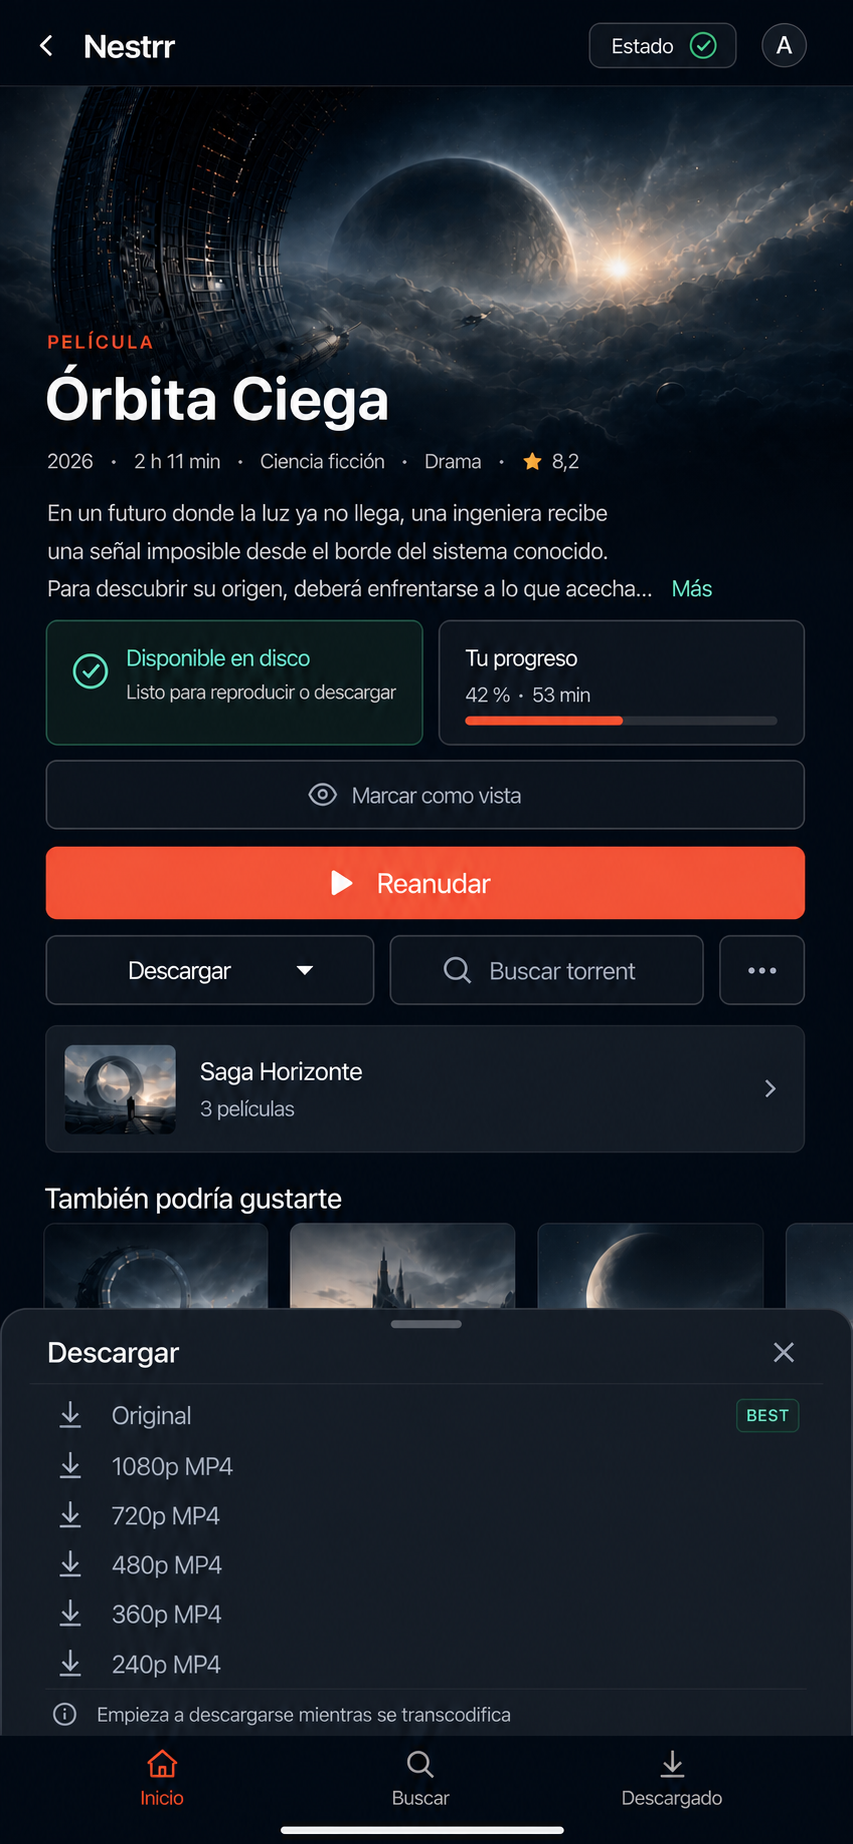 Nestrr
Estado
A
PELÍCULA
Órbita Ciega
2026 • 2 h 11 min • Ciencia ficción • Drama • 8,2
En un futuro donde la luz ya no llega, una ingeniera recibe
una señal imposible desde el borde del sistema conocido.
Para descubrir su origen, deberá enfrentarse a lo que acecha... Más
Disponible en disco
Listo para reproducir o descargar
Tu progreso
42 % · 53 min
Marcar como vista
Reanudar
Descargar
Buscar torrent
Saga Horizonte
3 películas
También podría gustarte
Descargar
Original
BEST
1080p MP4
720p MP4
480p MP4
360p MP4
240p MP4
Empieza a descargarse mientras se transcodifica
Inicio
Buscar
Descargado